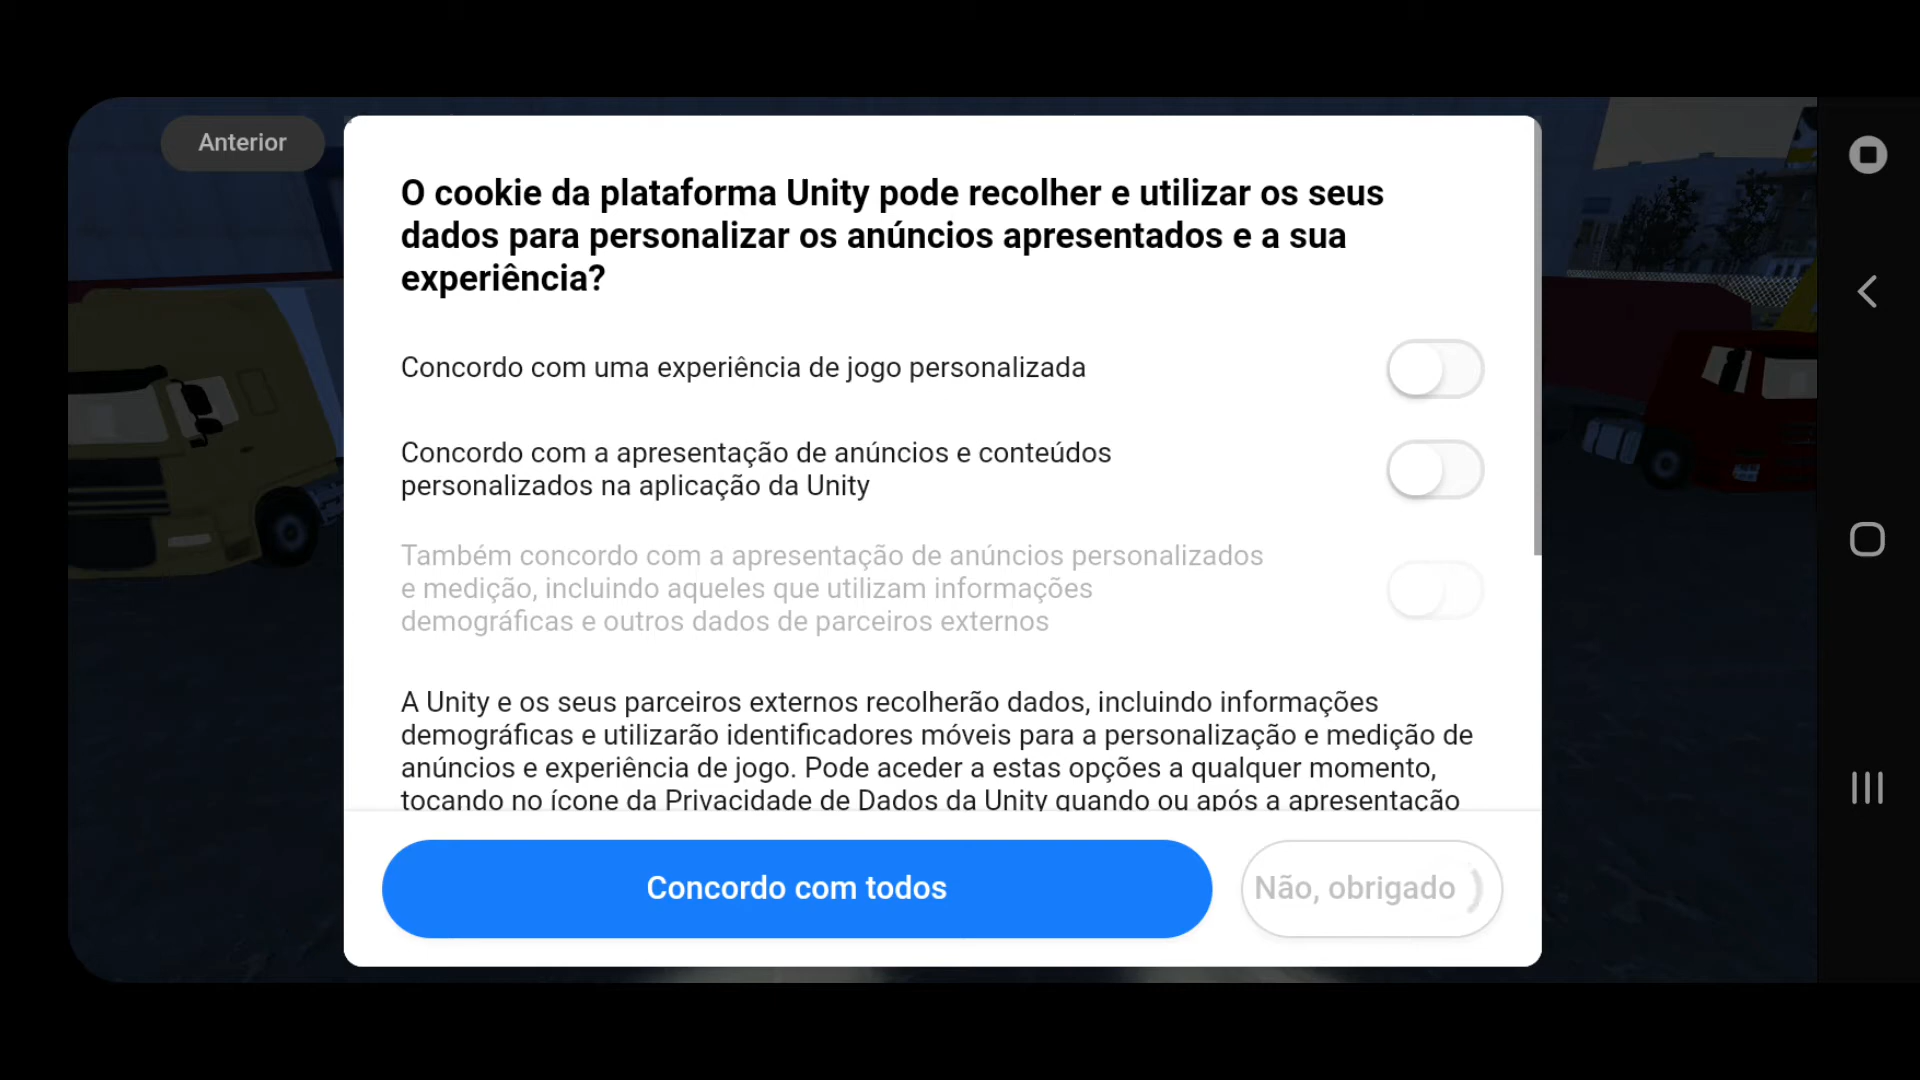 Anterior
O cookie da plataforma Unity pode recolher e utilizar os seus
dados para personalizar os anúncios apresentados e a sua
experiência?
Concordo com uma experiência de jogo personalizada
Concordo com a apresentação de anúncios e conteúdos
personalizados na aplicação da Unity
Também concordo com a apresentação de anúncios personalizados
e medição, incluindo aqueles que utilizam informações
demográficas e outros dados de parceiros externos
A Unity e os seus parceiros externos recolherão dados, incluindo informações
demográficas e utilizarão identificadores móveis para a personalização e medição de
anúncios e experiência de jogo. Pode aceder a estas opções a qualquer momento,
tocando no ícone da Privacidade de Dados da Unity quando ou após a apresentação
Concordo com todos
Não, obrigado